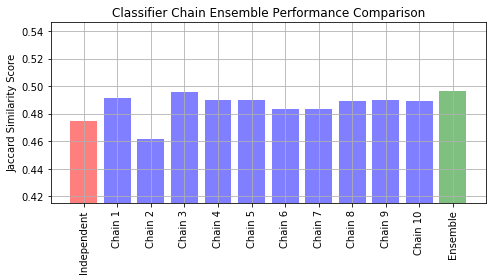 Classifier Chain Ensemble Performance Comparison
Jaccard Similarity Score
0.54
0.52
0.50
0.48
0.46
0.44
0.42
Independent
Chain 1
Chain 2
Chain 3
Chain 4
Chain 5
Chain 6
Chain 7
Chain 8
Chain 9
Chain 10
Ensemble